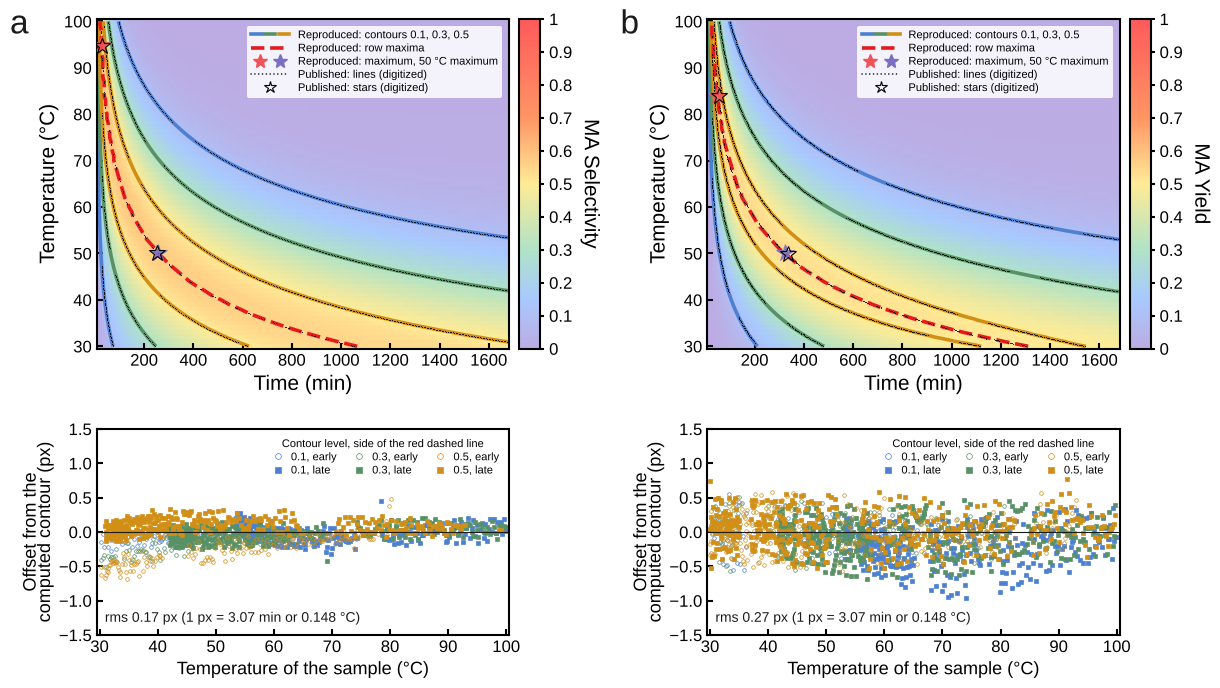 a
Temperature (°C)
100
90
80
70
60
50
40
30
200
400
600
800
1000
1200
1400
1600
Time (min)
Reproduced: contours 0.1, 0.3, 0.5
Reproduced: row maxima
Reproduced: maximum, 50 °C maximum
Published: lines (digitized)
Published: stars (digitized)
1
0.9
0.8
0.7
0.6
0.5
0.4
0.3
0.2
0.1
0
MA Selectivity
b
Temperature (°C)
100
90
80
70
60
50
40
30
200
400
600
800
1000
1200
1400
1600
Time (min)
Reproduced: contours 0.1, 0.3, 0.5
Reproduced: row maxima
Reproduced: maximum, 50 °C maximum
Published: lines (digitized)
Published: stars (digitized)
1
0.9
0.8
0.7
0.6
0.5
0.4
0.3
0.2
0.1
0
MA Yield
Offset from the
computed contour (px)
1.5
1.0
0.5
0.0
−0.5
−1.0
−1.5
30
40
50
60
70
80
90
100
Temperature of the sample (°C)
Contour level, side of the red dashed line
0.1, early
0.3, early
0.5, early
0.1, late
0.3, late
0.5, late
rms 0.17 px (1 px = 3.07 min or 0.148 °C)
Offset from the
computed contour (px)
1.5
1.0
0.5
0.0
−0.5
−1.0
−1.5
30
40
50
60
70
80
90
100
Temperature of the sample (°C)
Contour level, side of the red dashed line
0.1, early
0.3, early
0.5, early
0.1, late
0.3, late
0.5, late
rms 0.27 px (1 px = 3.07 min or 0.148 °C)